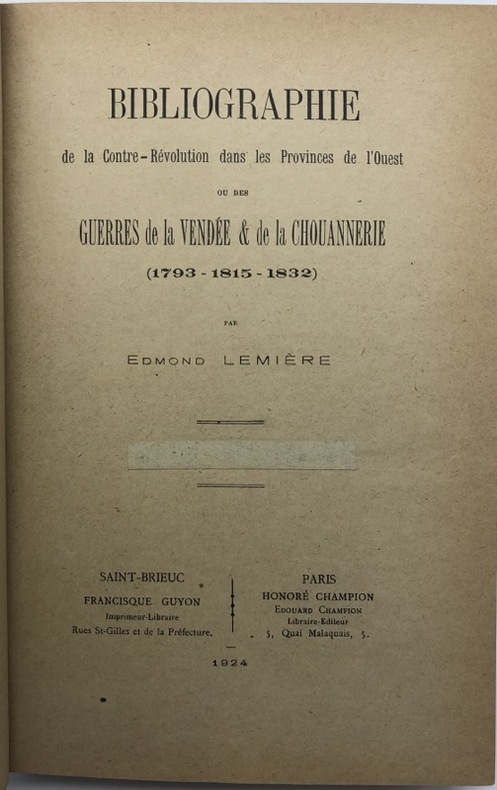 BIBLIOGRAPHIE
de la Contre-Révolution dans les Provinces de l'Ouest
OU DES
GUERRES de la VENDÉE & de la CHOUANNERIE
(1793 - 1815 - 1832)
PAR
EDMOND LEMIÈRE
SAINT-BRIEUC
FRANCISQUE GUYON
Imprimeur-Libraire
Rues St-Gilles et de la Préfecture.
PARIS
HONORÉ CHAMPION
EDOUARD CHAMPION
Libraire-Editeur
5, Quai Malaquais, 5.
1924